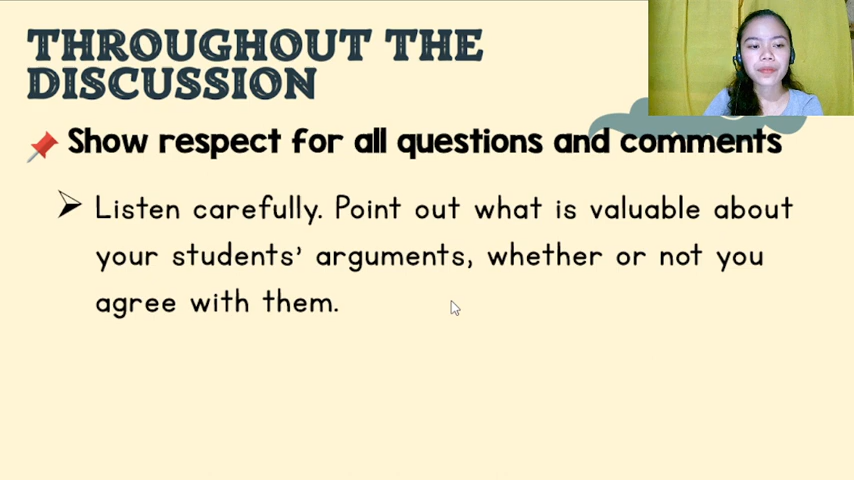 THROUGHOUT THE
DISCUSSION
Show respect for all questions and comments
Listen carefully. Point out what is valuable about
your students' arguments, whether or not you
agree with them.